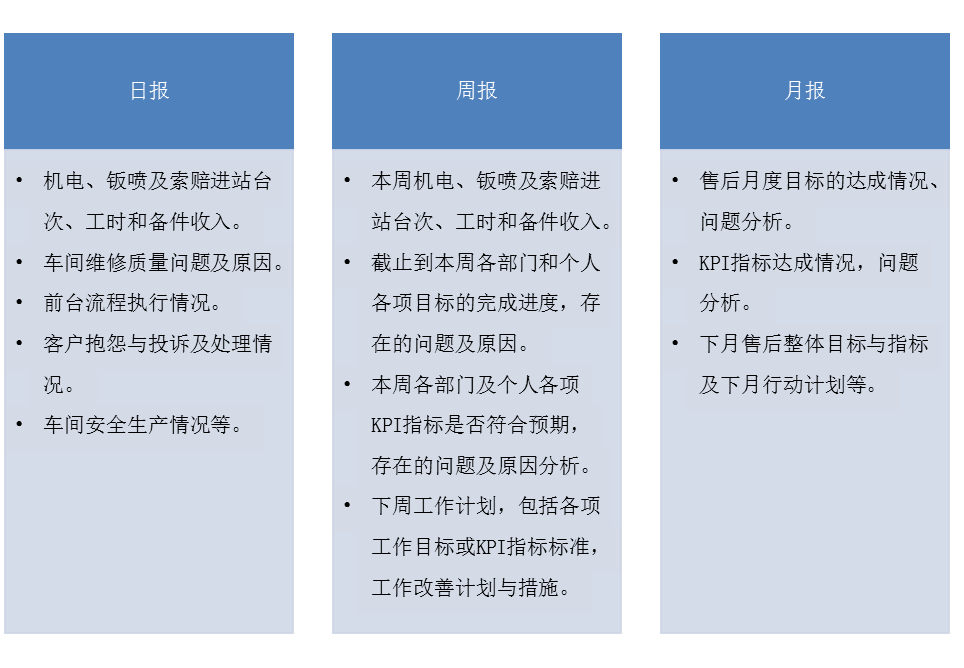 日报
• 机电、钣喷及索赔进站台
次、工时和备件收入。
• 车间维修质量问题及原因。
• 前台流程执行情况。
• 客户抱怨与投诉及处理情
况。
• 车间安全生产情况等。
周报
• 本周机电、钣喷及索赔进
站台次、工时和备件收入。
• 截止到本周各部门和个人
各项目标的完成进度，存
在的问题及原因。
• 本周各部门及个人各项
KPI指标是否符合预期，
存在的问题及原因分析。
• 下周工作计划，包括各项
工作目标或KPI指标标准，
工作改善计划与措施。
月报
• 售后月度目标的达成情况、
问题分析。
• KPI指标达成情况，问题
分析。
• 下月售后整体目标与指标
及下月行动计划等。